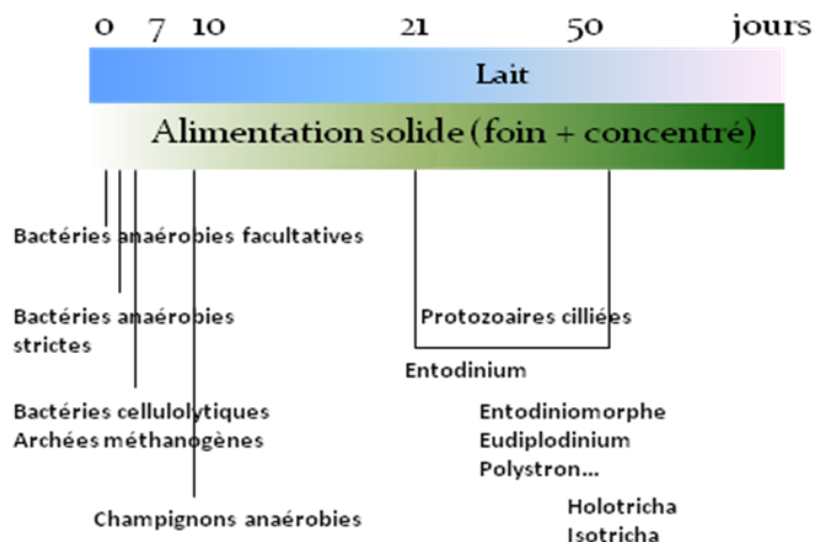 0 7 10 21 50 jours
Lait
Alimentation solide (foin + concentré)
Bactéries anaérobies facultatives
Bactéries anaérobies
strictes
Protozoaires cilliées
Entodinium
Bactéries cellulolytiques
Archées méthanogènes
Entodiniomorphe
Eudiplodinium
Polystron...
Champignons anaérobies
Holotricha
Isotricha